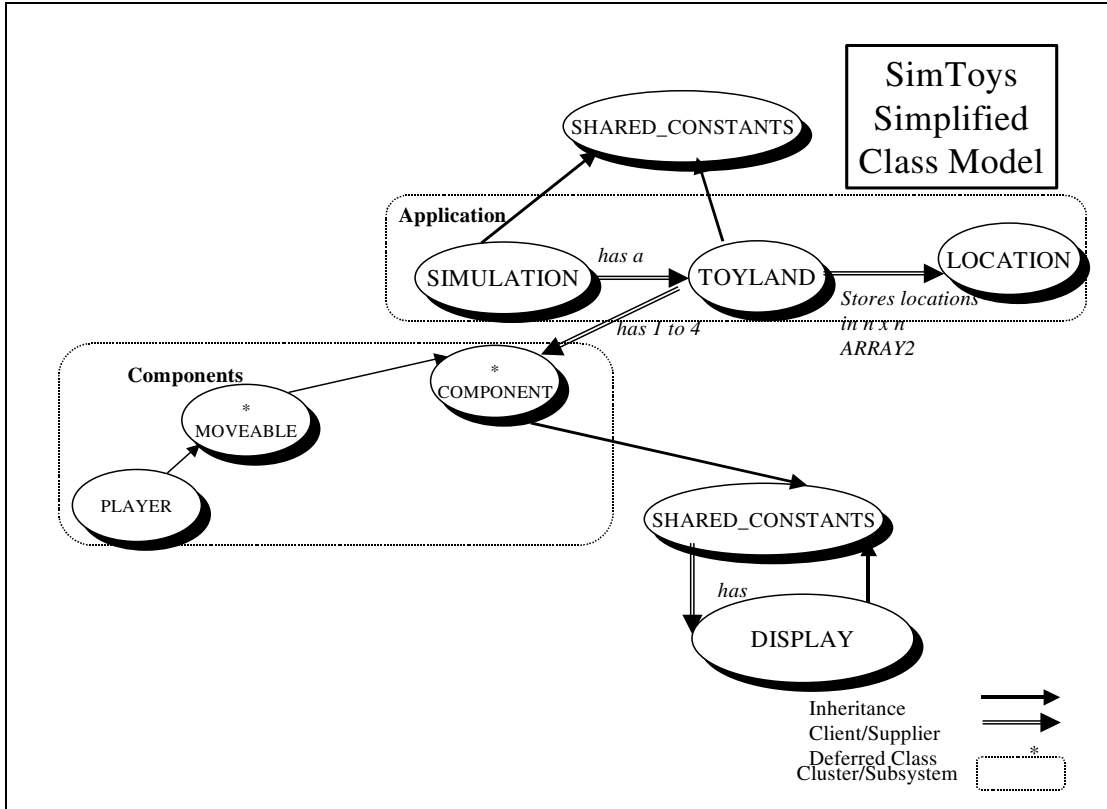 SimToys
Simplified
Class Model
SHARED_CONSTANTS
Application
SIMULATION
has a
TOYLAND
LOCATION
Stores locations
in n x n
ARRAY2
has 1 to 4
Components
*
COMPONENT
*
MOVEABLE
PLAYER
SHARED_CONSTANTS
has
DISPLAY
Inheritance
Client/Supplier
Deferred Class *
Cluster/Subsystem